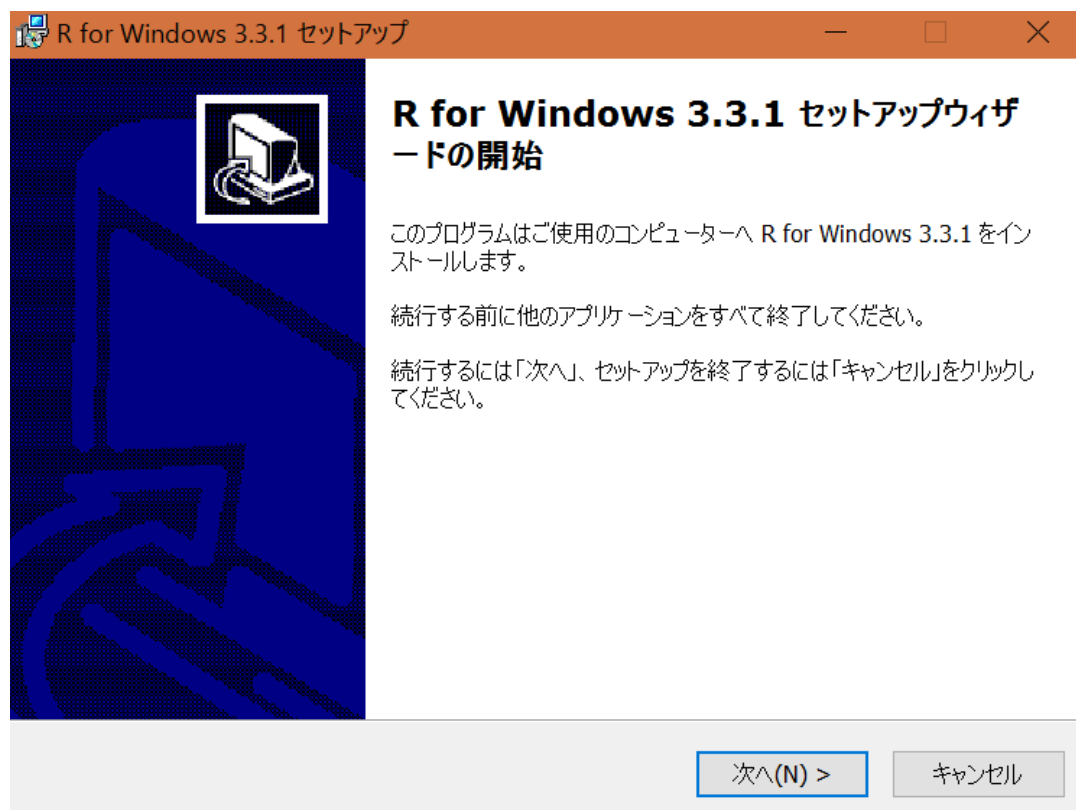 R for Windows 3.3.1 セットアップ
R for Windows 3.3.1 セットアップウィザ
ードの開始
このプログラムはご使用のコンピューターへ R for Windows 3.3.1 をイン
ストールします。
続行する前に他のアプリケーションをすべて終了してください。
続行するには「次へ」、セットアップを終了するには「キャンセル」をクリックし
てください。
次へ(N) >
キャンセル